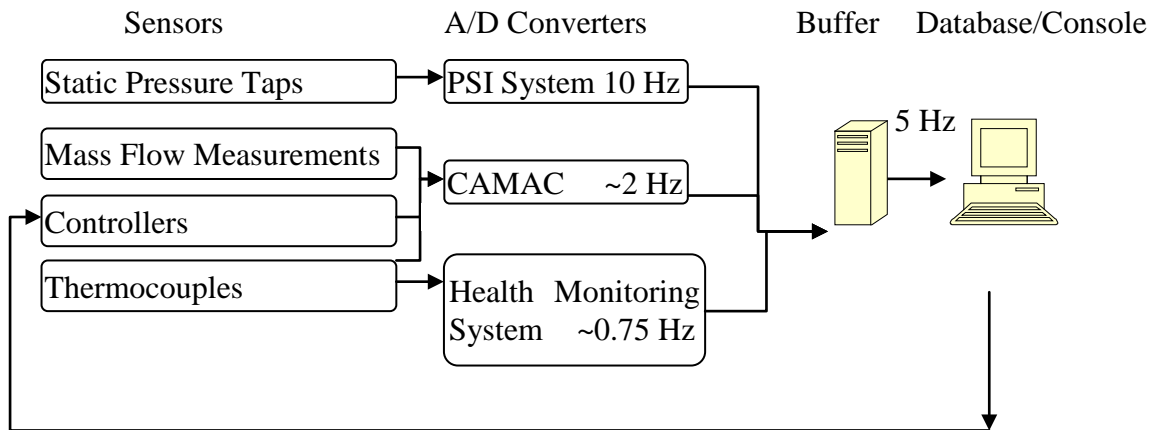 Sensors
A/D Converters
Buffer
Database/Console
Static Pressure Taps
PSI System 10 Hz
5 Hz
Mass Flow Measurements
CAMAC ~2 Hz
Controllers
Thermocouples
Health Monitoring
System ~0.75 Hz